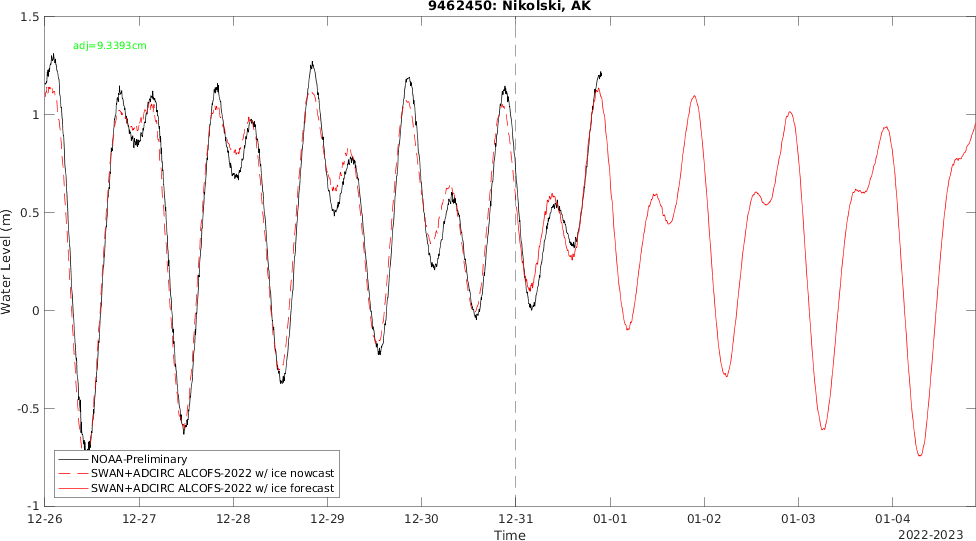 9462450: Nikolski, AK
adj=9.3393cm
1.5
1
0.5
0
-0.5
-1
Water Level (m)
NOAA-Preliminary
SWAN+ADCIRC ALCOFS-2022 w/ ice nowcast
SWAN+ADCIRC ALCOFS-2022 w/ ice forecast
12-26 12-27 12-28 12-29 12-30 12-31 01-01 01-02 01-03 01-04
Time
2022-2023